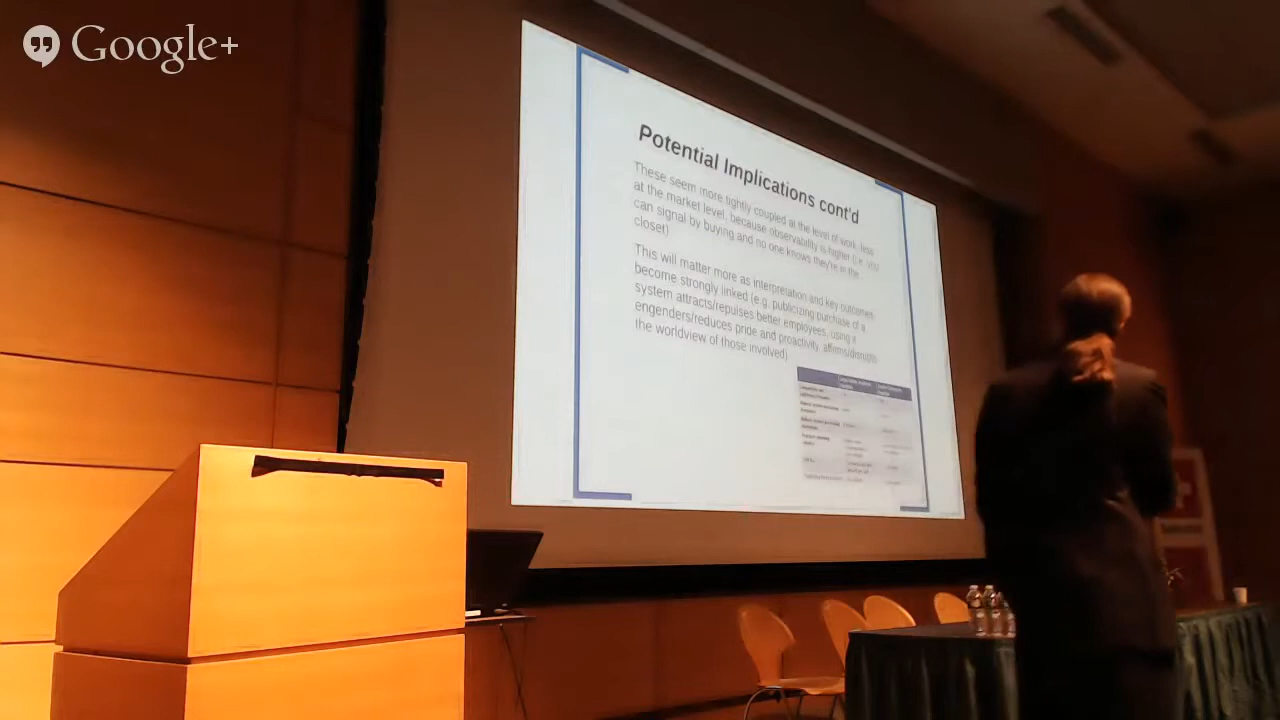 Google+
Potential Implications cont'd
These seem more tightly coupled at the level of work, less
at the market level, because observability is higher (i.e. you
can signal by buying and no one knows they're in the
closet)
This will matter more as interpretation and key outcomes
become strongly linked (e.g. publicizing purchase of a
system attracts/repulses better employees, using it
engenders/reduces pride and proactivity, affirms/disrupts
the worldview of those involved)